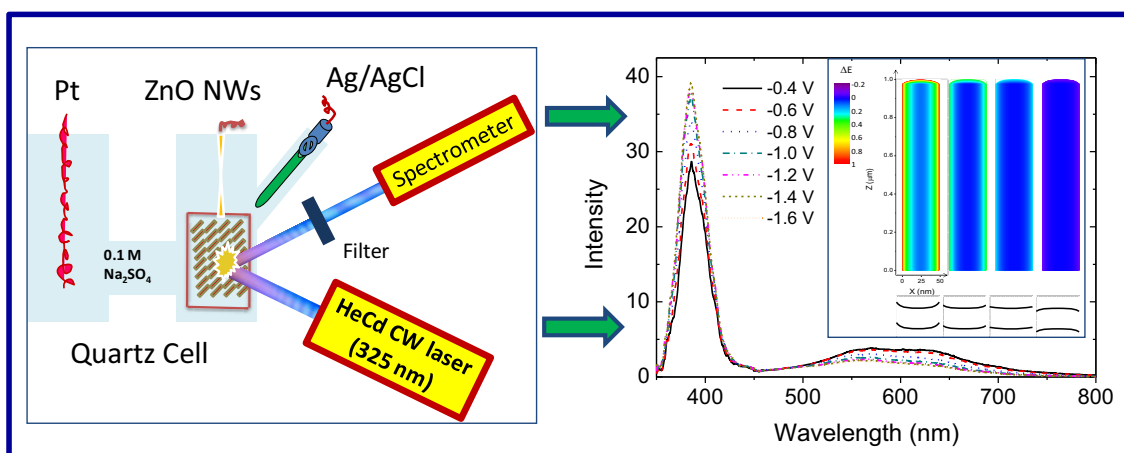 Pt
ZnO NWs
Ag/AgCl
Spectrometer
Filter
0.1 M
Na₂SO₄
HeCd CW laser
(325 nm)
Quartz Cell
Intensity
40
30
20
10
0
400
500
600
700
800
Wavelength (nm)
-0.4 V
-0.6 V
-0.8 V
-1.0 V
-1.2 V
-1.4 V
-1.6 V
ΔE
-0.2
0
0.2
0.4
0.6
0.8
1
Z (µm)
1.0
0.8
0.6
0.4
0.2
0.0
0
25
50
X (nm)